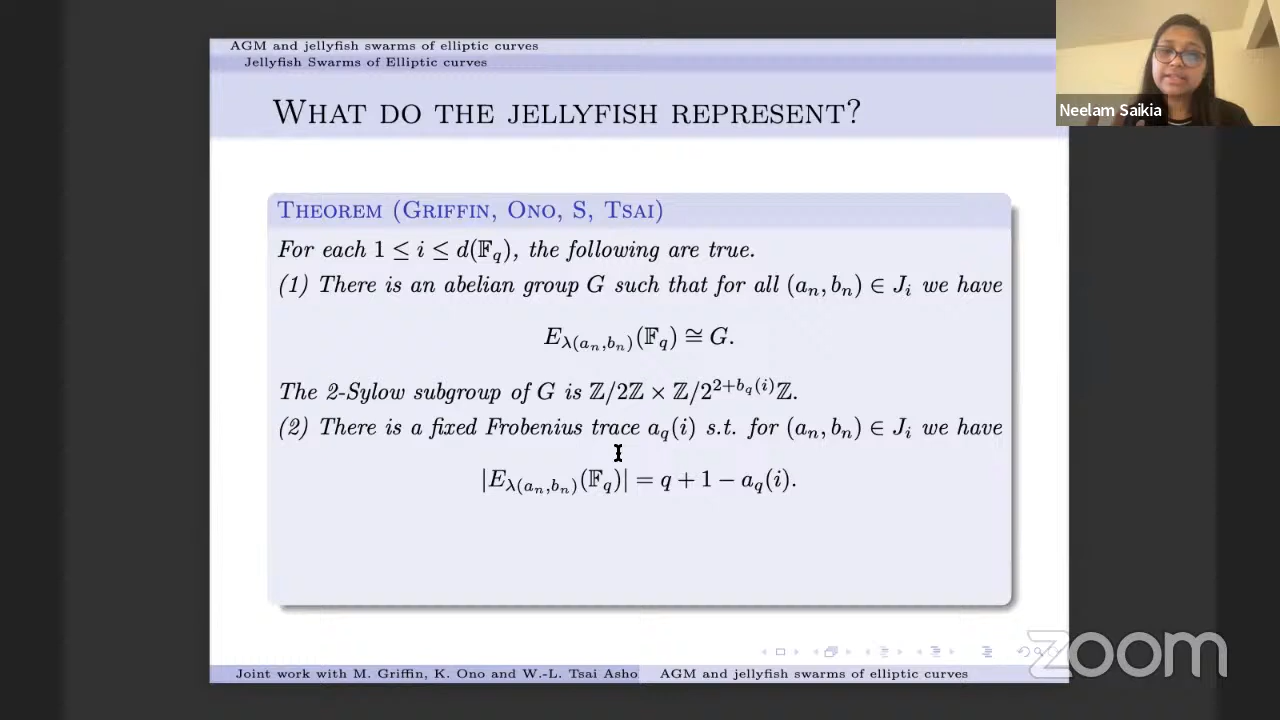 AGM and jellyfish swarms of elliptic curves
Jellyfish Swarms of Elliptic curves
What do the jellyfish represent?
Neelam Saikia
Theorem (Griffin, Ono, S, Tsai)
For each 1 ≤ i ≤ d(𝔽_q), the following are true.
(1) There is an abelian group G such that for all (a_n, b_n) ∈ J_i we have
E_{λ(a_n,b_n)}(𝔽_q) ≅ G.
The 2-Sylow subgroup of G is ℤ/2ℤ × ℤ/2^{2+b_q(i)}ℤ.
(2) There is a fixed Frobenius trace a_q(i) s.t. for (a_n, b_n) ∈ J_i we have
|E_{λ(a_n,b_n)}(𝔽_q)| = q + 1 − a_q(i).
zoom
Joint work with M. Griffin, K. Ono and W.-L. Tsai Asho
AGM and jellyfish swarms of elliptic curves